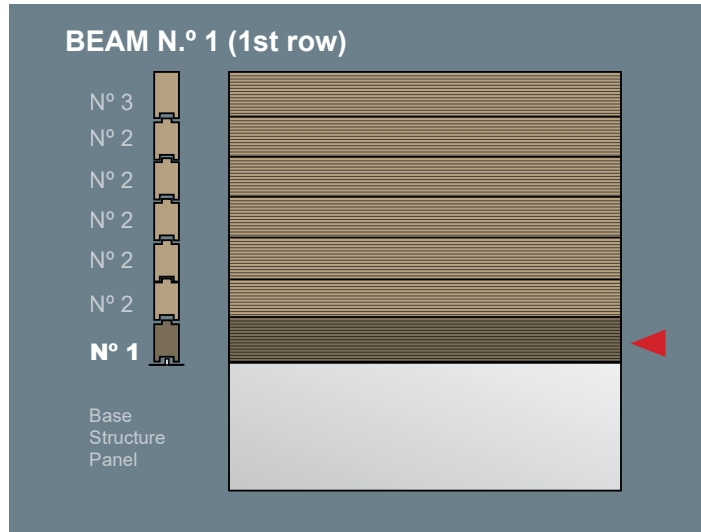 BEAM N.º 1 (1st row)
Nº 3
Nº 2
Nº 2
Nº 2
Nº 2
Nº 2
Nº 1
Base
Structure
Panel